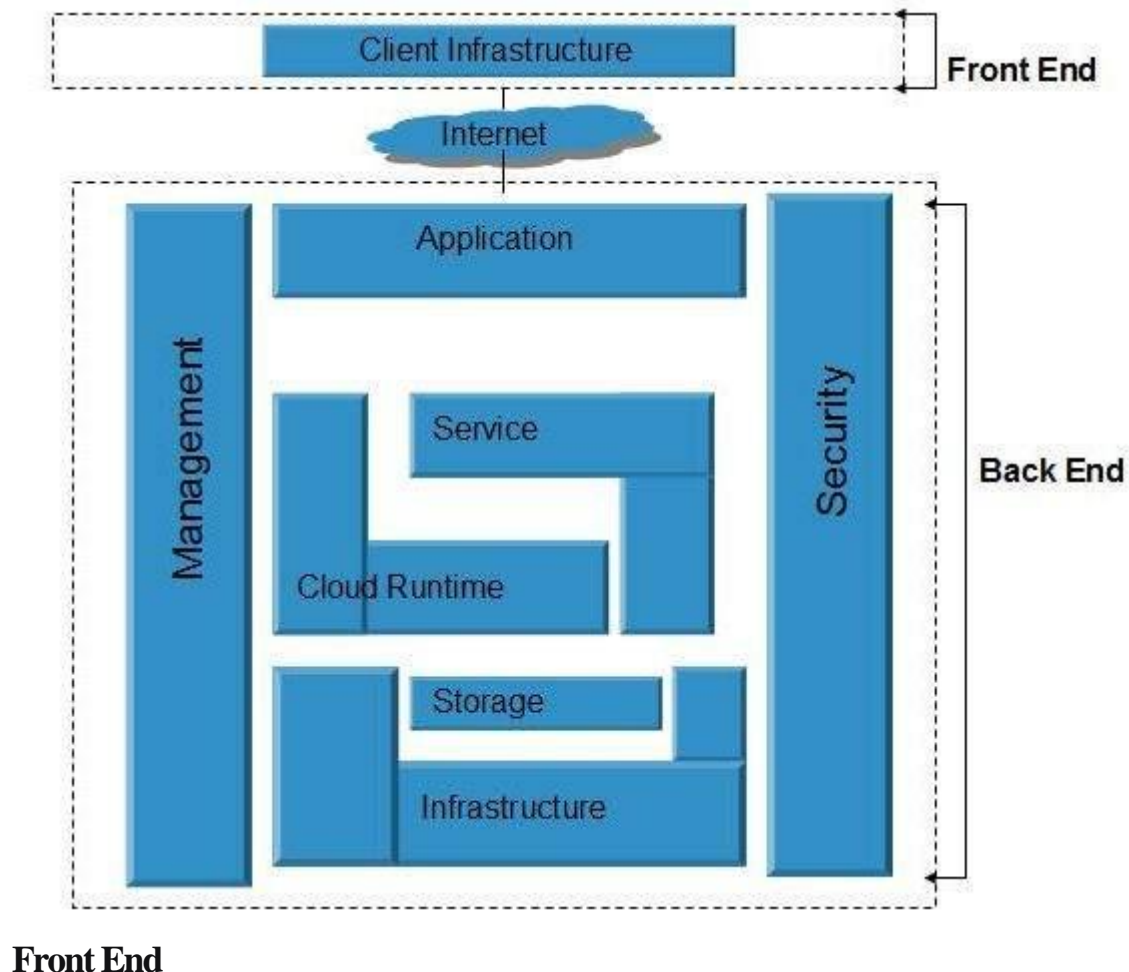 Client Infrastructure
Front End
Internet
Application
Management
Security
Service
Back End
Cloud Runtime
Storage
Infrastructure
Front End